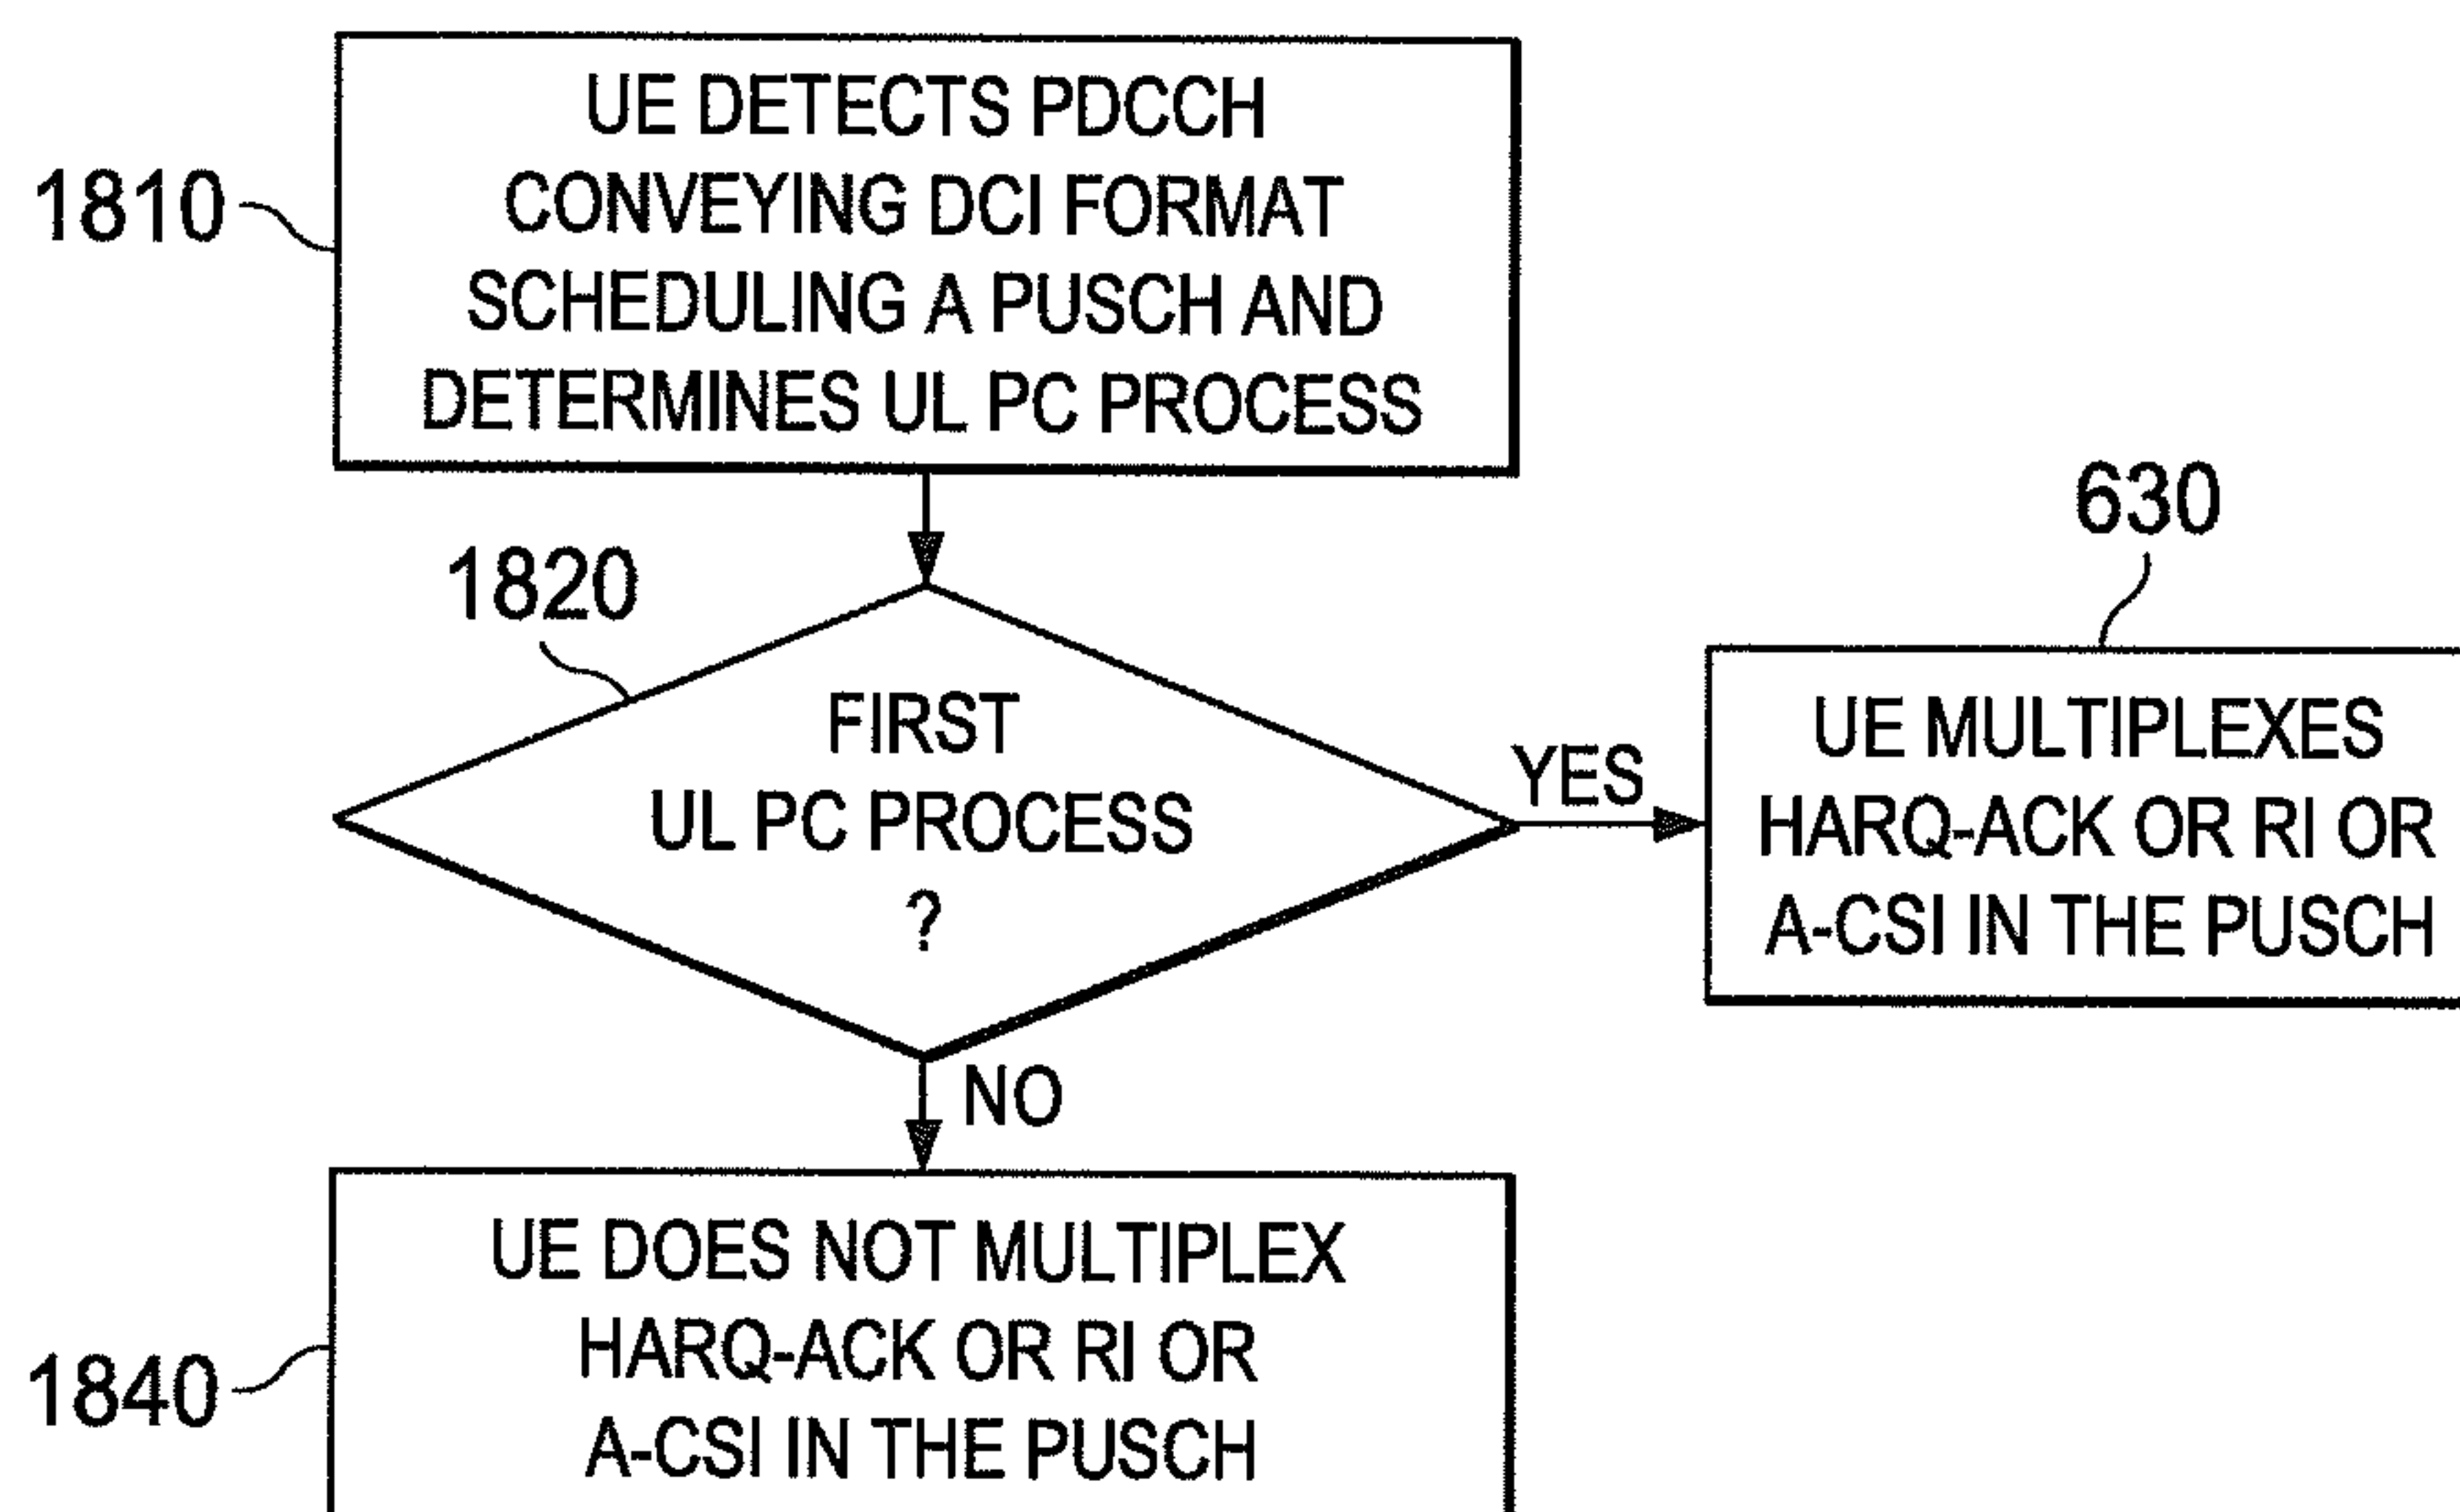 1810
UE DETECTS PDCCH
CONVEYING DCI FORMAT
SCHEDULING A PUSCH AND
DETERMINES UL PC PROCESS
1820
FIRST
UL PC PROCESS
?
YES
630
UE MULTIPLEXES
HARQ-ACK OR RI OR
A-CSI IN THE PUSCH
NO
1840
UE DOES NOT MULTIPLEX
HARQ-ACK OR RI OR
A-CSI IN THE PUSCH